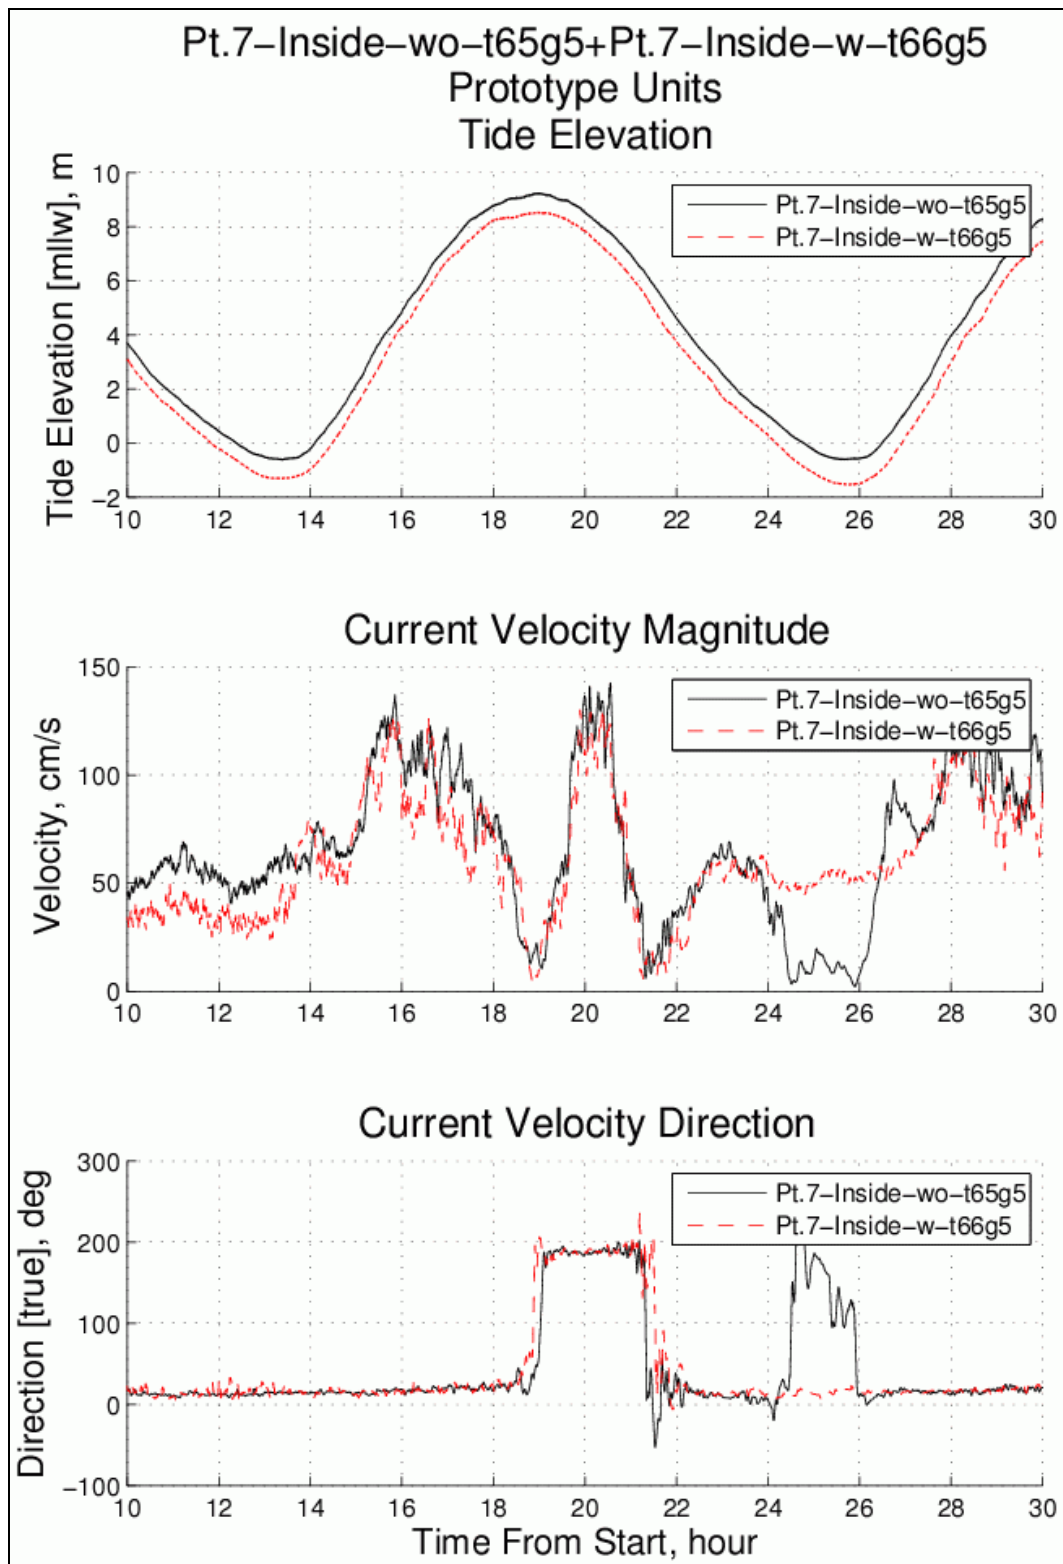 Pt.7−Inside−wo−t65g5+Pt.7−Inside−w−t66g5
Prototype Units
Tide Elevation
Tide Elevation [mllw], m
10
8
6
4
2
0
−2
Pt.7−Inside−wo−t65g5
Pt.7−Inside−w−t66g5
10 12 14 16 18 20 22 24 26 28 30
Current Velocity Magnitude
Velocity, cm/s
150
100
50
0
Pt.7−Inside−wo−t65g5
Pt.7−Inside−w−t66g5
10 12 14 16 18 20 22 24 26 28 30
Current Velocity Direction
Direction [true], deg
300
200
100
0
−100
Pt.7−Inside−wo−t65g5
Pt.7−Inside−w−t66g5
10 12 14 16 18 20 22 24 26 28 30
Time From Start, hour